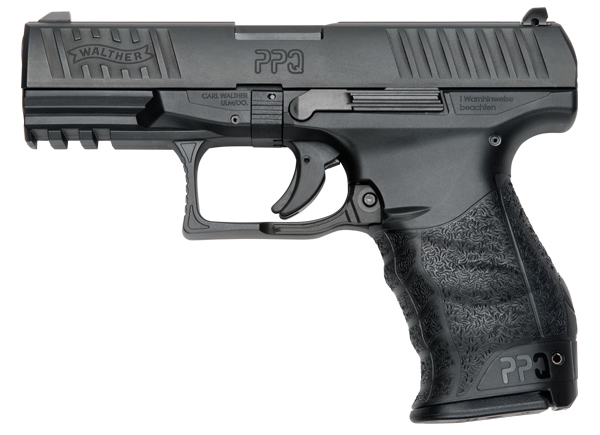 WALTHER
PPQ
CARL WALTHER
ULM/DO.
! Warnhinweise
beachten
PPQ